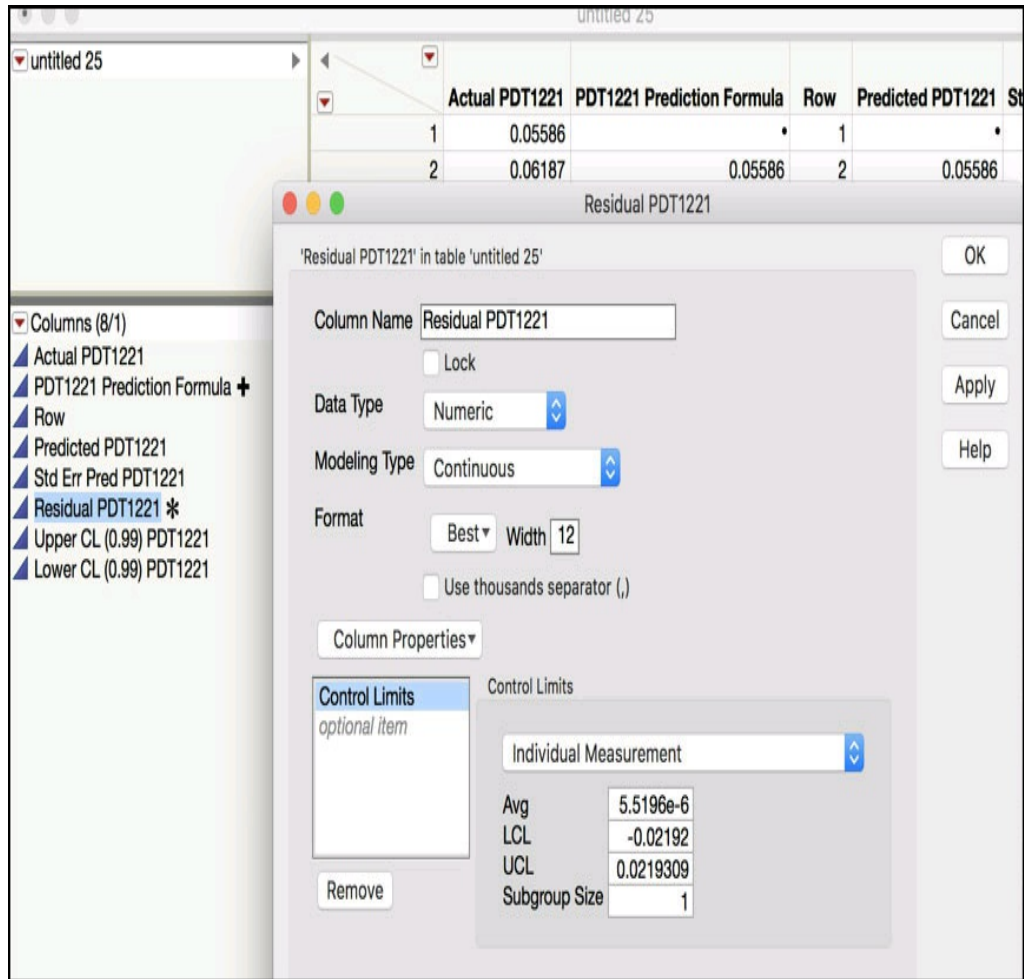 untitled 25
untitled 25
Actual PDT1221 PDT1221 Prediction Formula Row Predicted PDT1221 St
1 0.05586 • 1 •
2 0.06187 0.05586 2 0.05586
Residual PDT1221
'Residual PDT1221' in table 'untitled 25'
OK
Cancel
Apply
Help
Column Name Residual PDT1221
Lock
Data Type Numeric
Modeling Type Continuous
Format Best Width 12
Use thousands separator (,)
Column Properties
Control Limits
optional item
Remove
Control Limits
Individual Measurement
Avg 5.5196e-6
LCL -0.02192
UCL 0.0219309
Subgroup Size 1
Columns (8/1)
Actual PDT1221
PDT1221 Prediction Formula +
Row
Predicted PDT1221
Std Err Pred PDT1221
Residual PDT1221 *
Upper CL (0.99) PDT1221
Lower CL (0.99) PDT1221